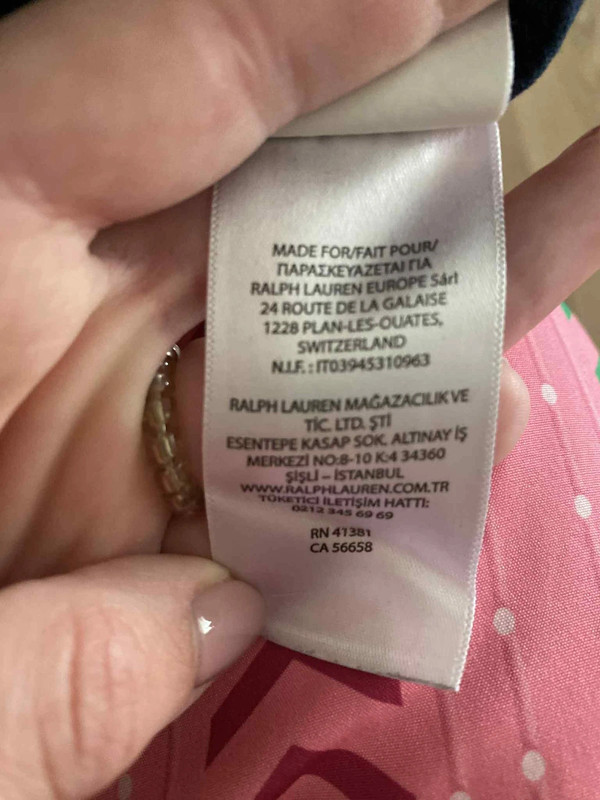 MADE FOR/FAIT POUR/
ΠΑΡΑΣΚΕΥΑΖΕΤΑΙ ΓΙΑ
RALPH LAUREN EUROPE Sárl
24 ROUTE DE LA GALAISE
1228 PLAN-LES-OUATES,
SWITZERLAND
N.I.F. : IT03945310963
RALPH LAUREN MAĞAZACILIK VE
TİC. LTD. ŞTİ
ESENTEPE KASAP SOK. ALTINAY İŞ
MERKEZİ NO:8-10 K:4 34360
ŞİŞLİ – İSTANBUL
WWW.RALPHLAUREN.COM.TR
TÜKETİCİ İLETİŞİM HATTI:
0212 345 69 69
RN 41381
CA 56658